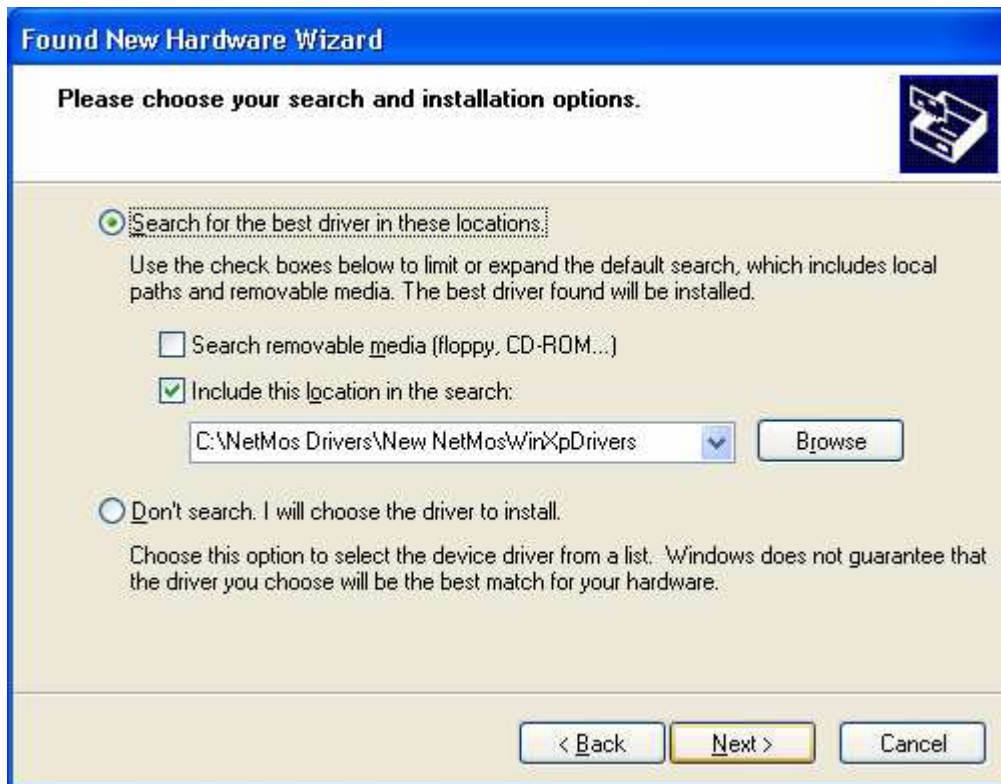 Found New Hardware Wizard
Please choose your search and installation options.
Search for the best driver in these locations.
Use the check boxes below to limit or expand the default search, which includes local
paths and removable media. The best driver found will be installed.
Search removable media (floppy, CD-ROM...)
Include this location in the search:
C:\NetMos Drivers\New NetMosWinXpDrivers
Browse
Don't search. I will choose the driver to install.
Choose this option to select the device driver from a list. Windows does not guarantee that
the driver you choose will be the best match for your hardware.
< Back
Next >
Cancel